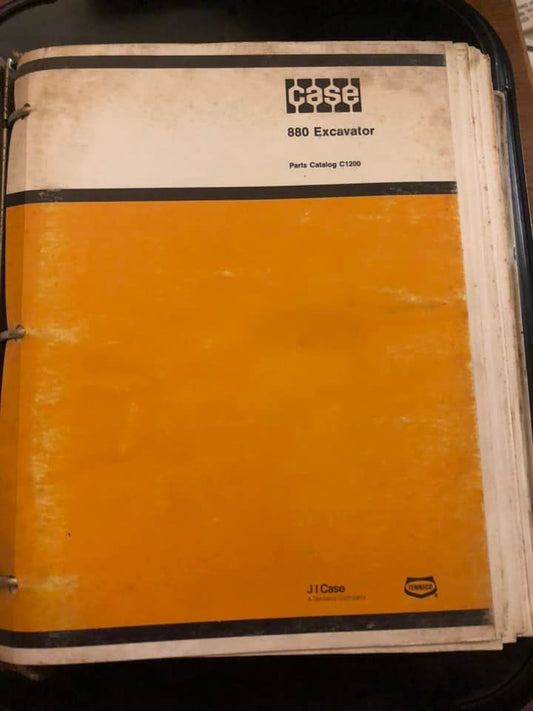 case
880 Excavator
Parts Catalog C1200
J I Case
A Tenneco Company
TENNECO
®